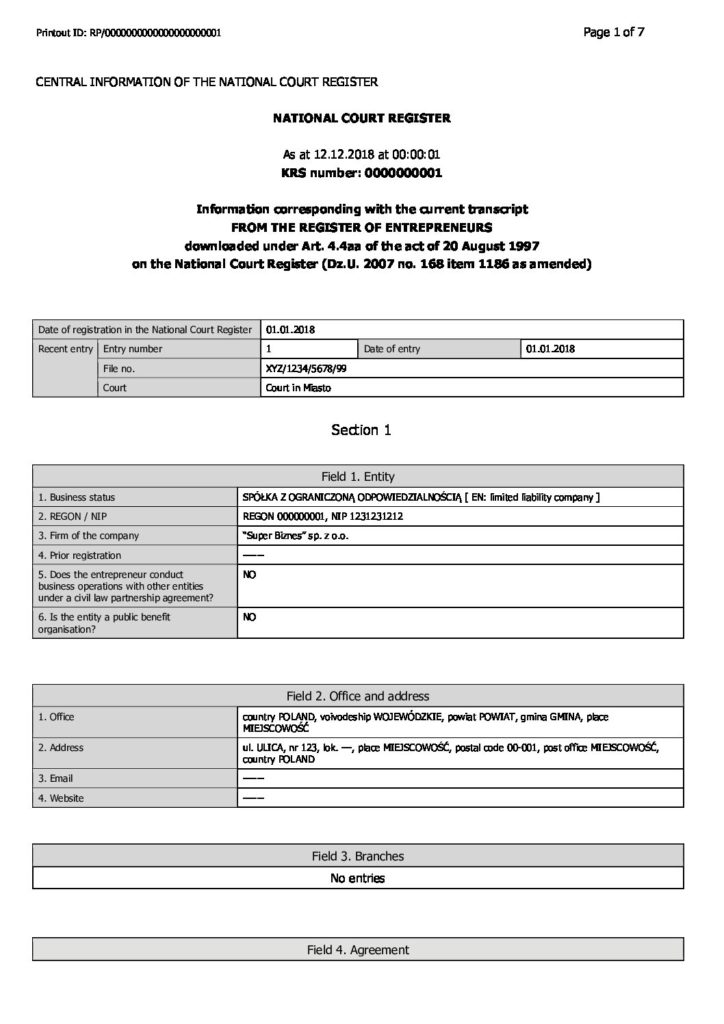 Printout ID: RP/0000000000000000000001
Page 1 of 7
CENTRAL INFORMATION OF THE NATIONAL COURT REGISTER
NATIONAL COURT REGISTER
As at 12.12.2018 at 00:00:01
KRS number: 0000000001
Information corresponding with the current transcript
FROM THE REGISTER OF ENTREPRENEURS
downloaded under Art. 4.4aa of the act of 20 August 1997
on the National Court Register (Dz.U. 2007 no. 168 item 1186 as amended)
Date of registration in the National Court Register 01.01.2018
Recent entry Entry number 1 Date of entry 01.01.2018
File no. XYZ/1234/5678/99
Court Court in Miasto
Section 1
Field 1. Entity
1. Business status SPÓŁKA Z OGRANICZONĄ ODPOWIEDZIALNOŚCIĄ [ EN: limited liability company ]
2. REGON / NIP REGON 000000001, NIP 1231231212
3. Firm of the company "Super Biznes" sp. z o.o.
4. Prior registration ------
5. Does the entrepreneur conduct NO
business operations with other entities
under a civil law partnership agreement?
6. Is the entity a public benefit NO
organisation?
Field 2. Office and address
1. Office country POLAND, voivodeship WOJEWÓDZKIE, powiat POWIAT, gmina GMINA, place
MIEJSCOWOŚĆ
2. Address ul. ULICA, nr 123, lok. ---, place MIEJSCOWOŚĆ, postal code 00-001, post office MIEJSCOWOŚĆ,
country POLAND
3. Email ------
4. Website ------
Field 3. Branches
No entries
Field 4. Agreement